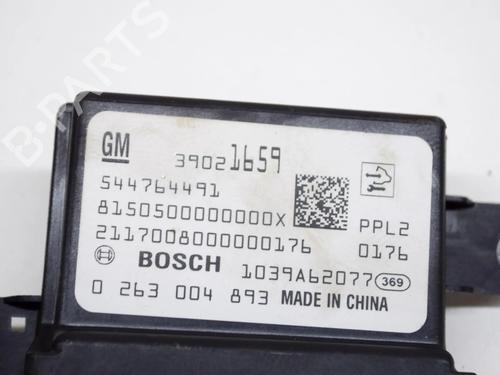 B-PARTS
GM
39021659
544764491
8150500000000X
PPL2
2117008000000176
0176
BOSCH
1039A62077
369
0 263 004 893 MADE IN CHINA